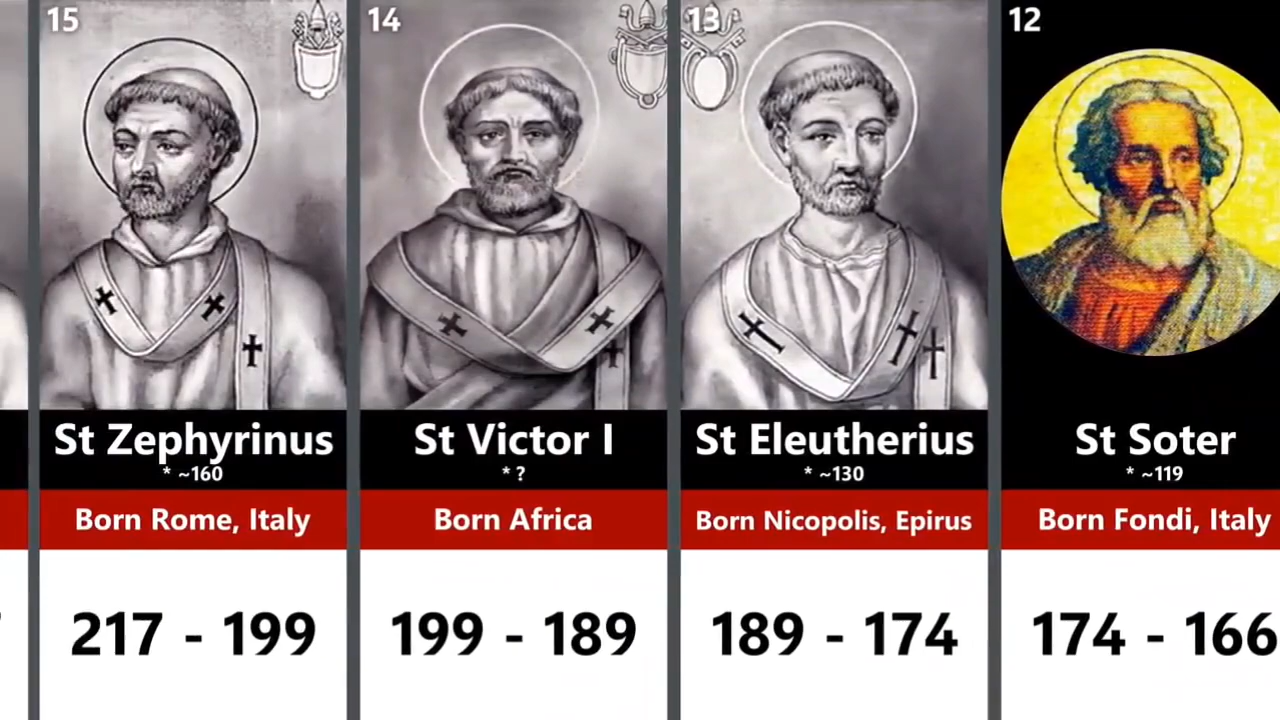 15
St Zephyrinus
* ~160
Born Rome, Italy
217 - 199
14
St Victor I
* ?
Born Africa
199 - 189
13
St Eleutherius
* ~130
Born Nicopolis, Epirus
189 - 174
12
St Soter
* ~119
Born Fondi, Italy
174 - 166